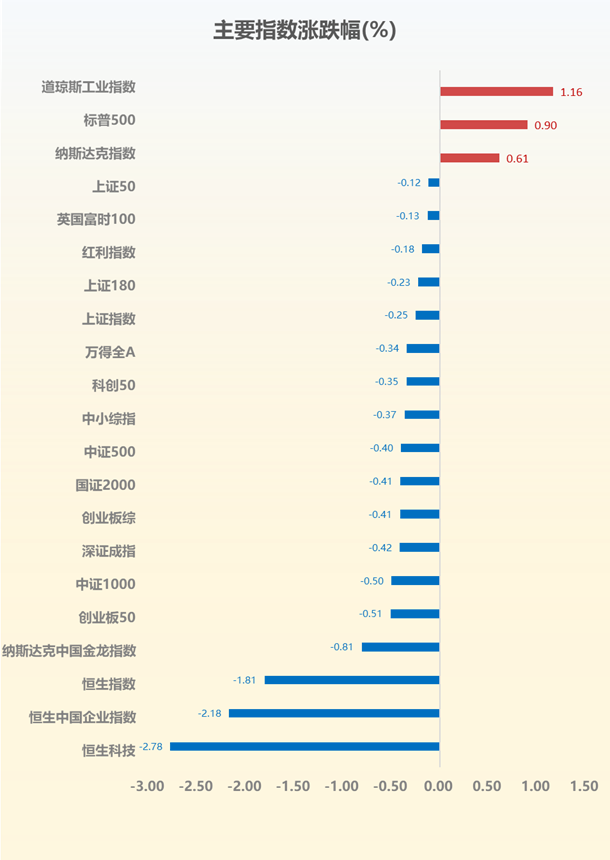 主要指数涨跌幅(%)
道琼斯工业指数 1.16
标普500 0.90
纳斯达克指数 0.61
上证50 -0.12
英国富时100 -0.13
红利指数 -0.18
上证180 -0.23
上证指数 -0.25
万得全A -0.34
科创50 -0.35
中小综指 -0.37
中证500 -0.40
国证2000 -0.41
创业板综 -0.41
深证成指 -0.42
中证1000 -0.50
创业板50 -0.51
纳斯达克中国金龙指数 -0.81
恒生指数 -1.81
恒生中国企业指数 -2.18
恒生科技 -2.78
-3.00 -2.50 -2.00 -1.50 -1.00 -0.50 0.00 0.50 1.00 1.50